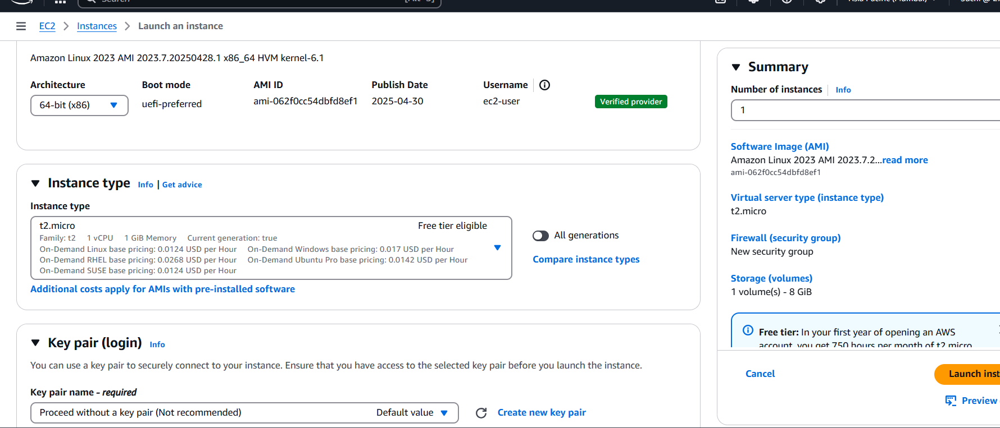 EC2 > Instances > Launch an instance
Amazon Linux 2023 AMI 2023.7.20250428.1 x86_64 HVM kernel-6.1
Architecture
64-bit (x86)
Boot mode
uefi-preferred
AMI ID
ami-062f0cc54dbfd8ef1
Publish Date
2025-04-30
Username
ec2-user
Verified provider
Instance type Info | Get advice
Instance type
t2.micro Free tier eligible
Family: t2 1 vCPU 1 GiB Memory Current generation: true
On-Demand Linux base pricing: 0.0124 USD per Hour On-Demand Windows base pricing: 0.017 USD per Hour
On-Demand RHEL base pricing: 0.0268 USD per Hour On-Demand Ubuntu Pro base pricing: 0.0142 USD per Hour
On-Demand SUSE base pricing: 0.0124 USD per Hour
All generations
Compare instance types
Additional costs apply for AMIs with pre-installed software
Key pair (login) Info
You can use a key pair to securely connect to your instance. Ensure that you have access to the selected key pair before you launch the instance.
Key pair name - required
Proceed without a key pair (Not recommended) Default value
Create new key pair
Summary
Number of instances Info
1
Software Image (AMI)
Amazon Linux 2023 AMI 2023.7.2...read more
ami-062f0cc54dbfd8ef1
Virtual server type (instance type)
t2.micro
Firewall (security group)
New security group
Storage (volumes)
1 volume(s) - 8 GiB
Free tier: In your first year of opening an AWS
account, you get 750 hours per month of t2.micro
Cancel
Launch inst
Preview